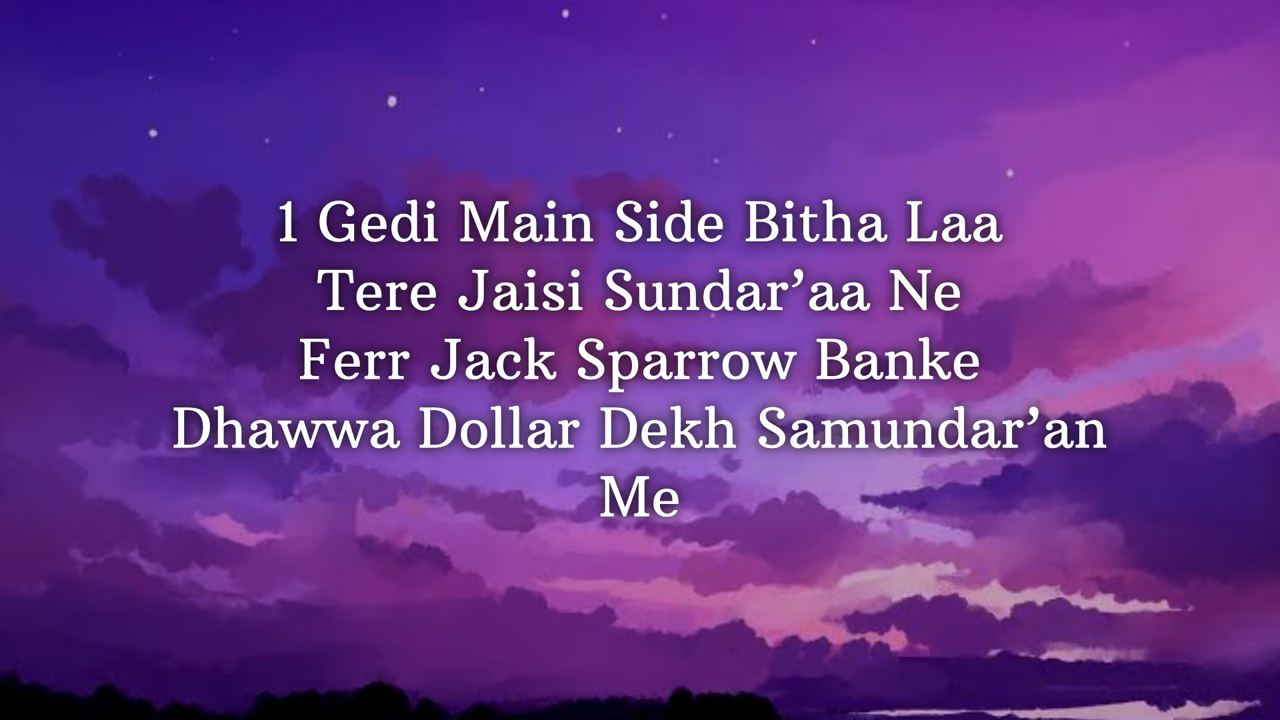 1 Gedi Main Side Bitha Laa
Tere Jaisi Sundar’aa Ne
Ferr Jack Sparrow Banke
Dhawwa Dollar Dekh Samundar’an
Me